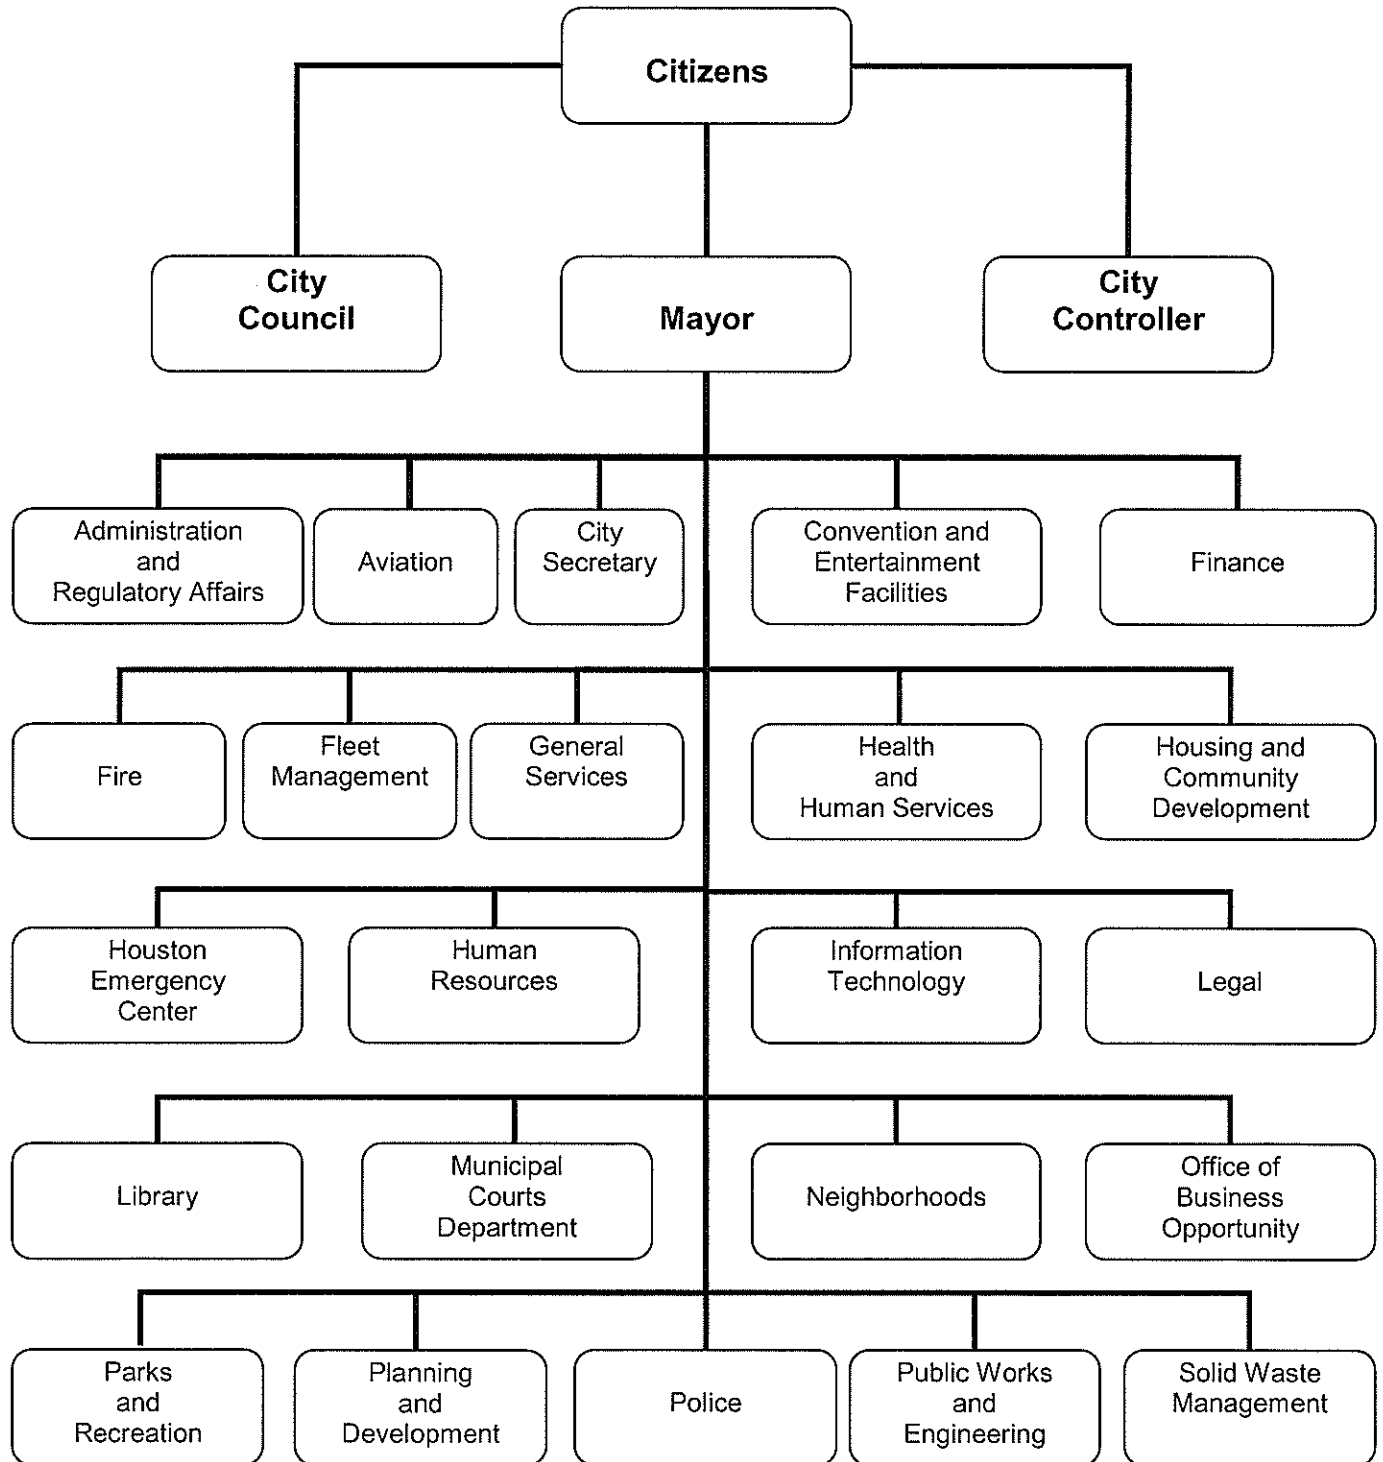 Citizens
City
Council
Mayor
City
Controller
Administration
and
Regulatory Affairs
Aviation
City
Secretary
Convention and
Entertainment
Facilities
Finance
Fire
Fleet
Management
General
Services
Health
and
Human Services
Housing and
Community
Development
Houston
Emergency
Center
Human
Resources
Information
Technology
Legal
Library
Municipal
Courts
Department
Neighborhoods
Office of
Business
Opportunity
Parks
and
Recreation
Planning
and
Development
Police
Public Works
and
Engineering
Solid Waste
Management